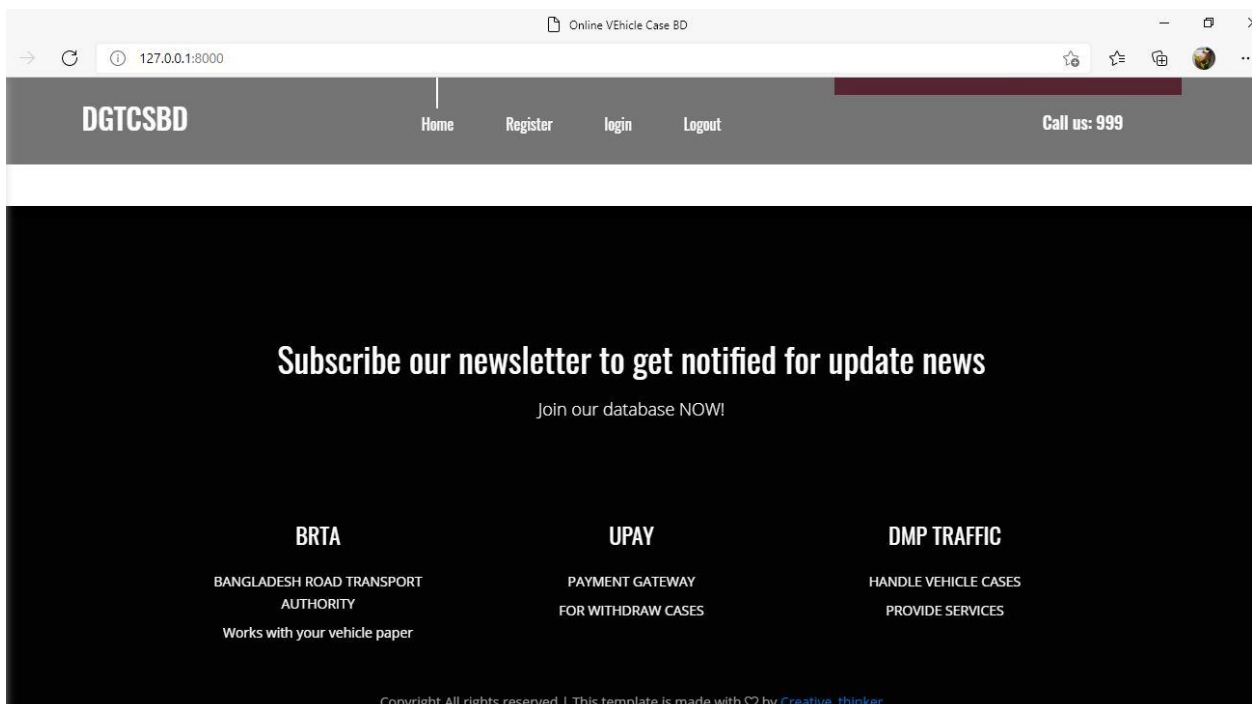 Online VEhicle Case BD
127.0.0.1:8000
DGTCSBD
Home Register login Logout
Call us: 999
Subscribe our newsletter to get notified for update news
Join our database NOW!
BRTA
BANGLADESH ROAD TRANSPORT
AUTHORITY
Works with your vehicle paper
UPAY
PAYMENT GATEWAY
FOR WITHDRAW CASES
DMP TRAFFIC
HANDLE VEHICLE CASES
PROVIDE SERVICES
Copyright All rights reserved | This template is made with ♡ by Creative_thinker